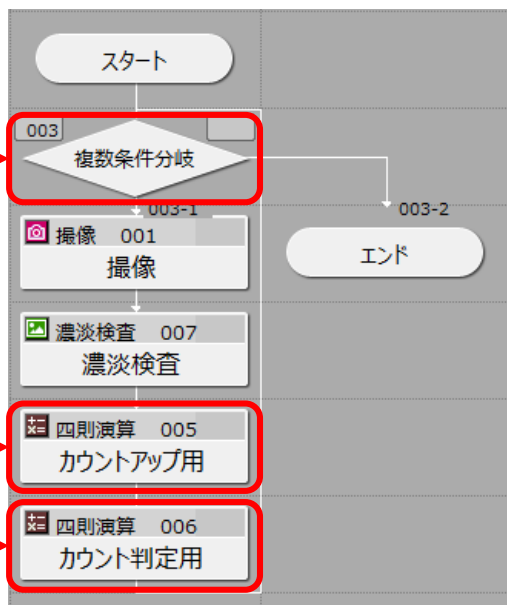 スタート
003
複数条件分岐
003-1
003-2
撮像 001
撮像
エンド
濃淡検査 007
濃淡検査
四則演算 005
カウントアップ用
四則演算 006
カウント判定用